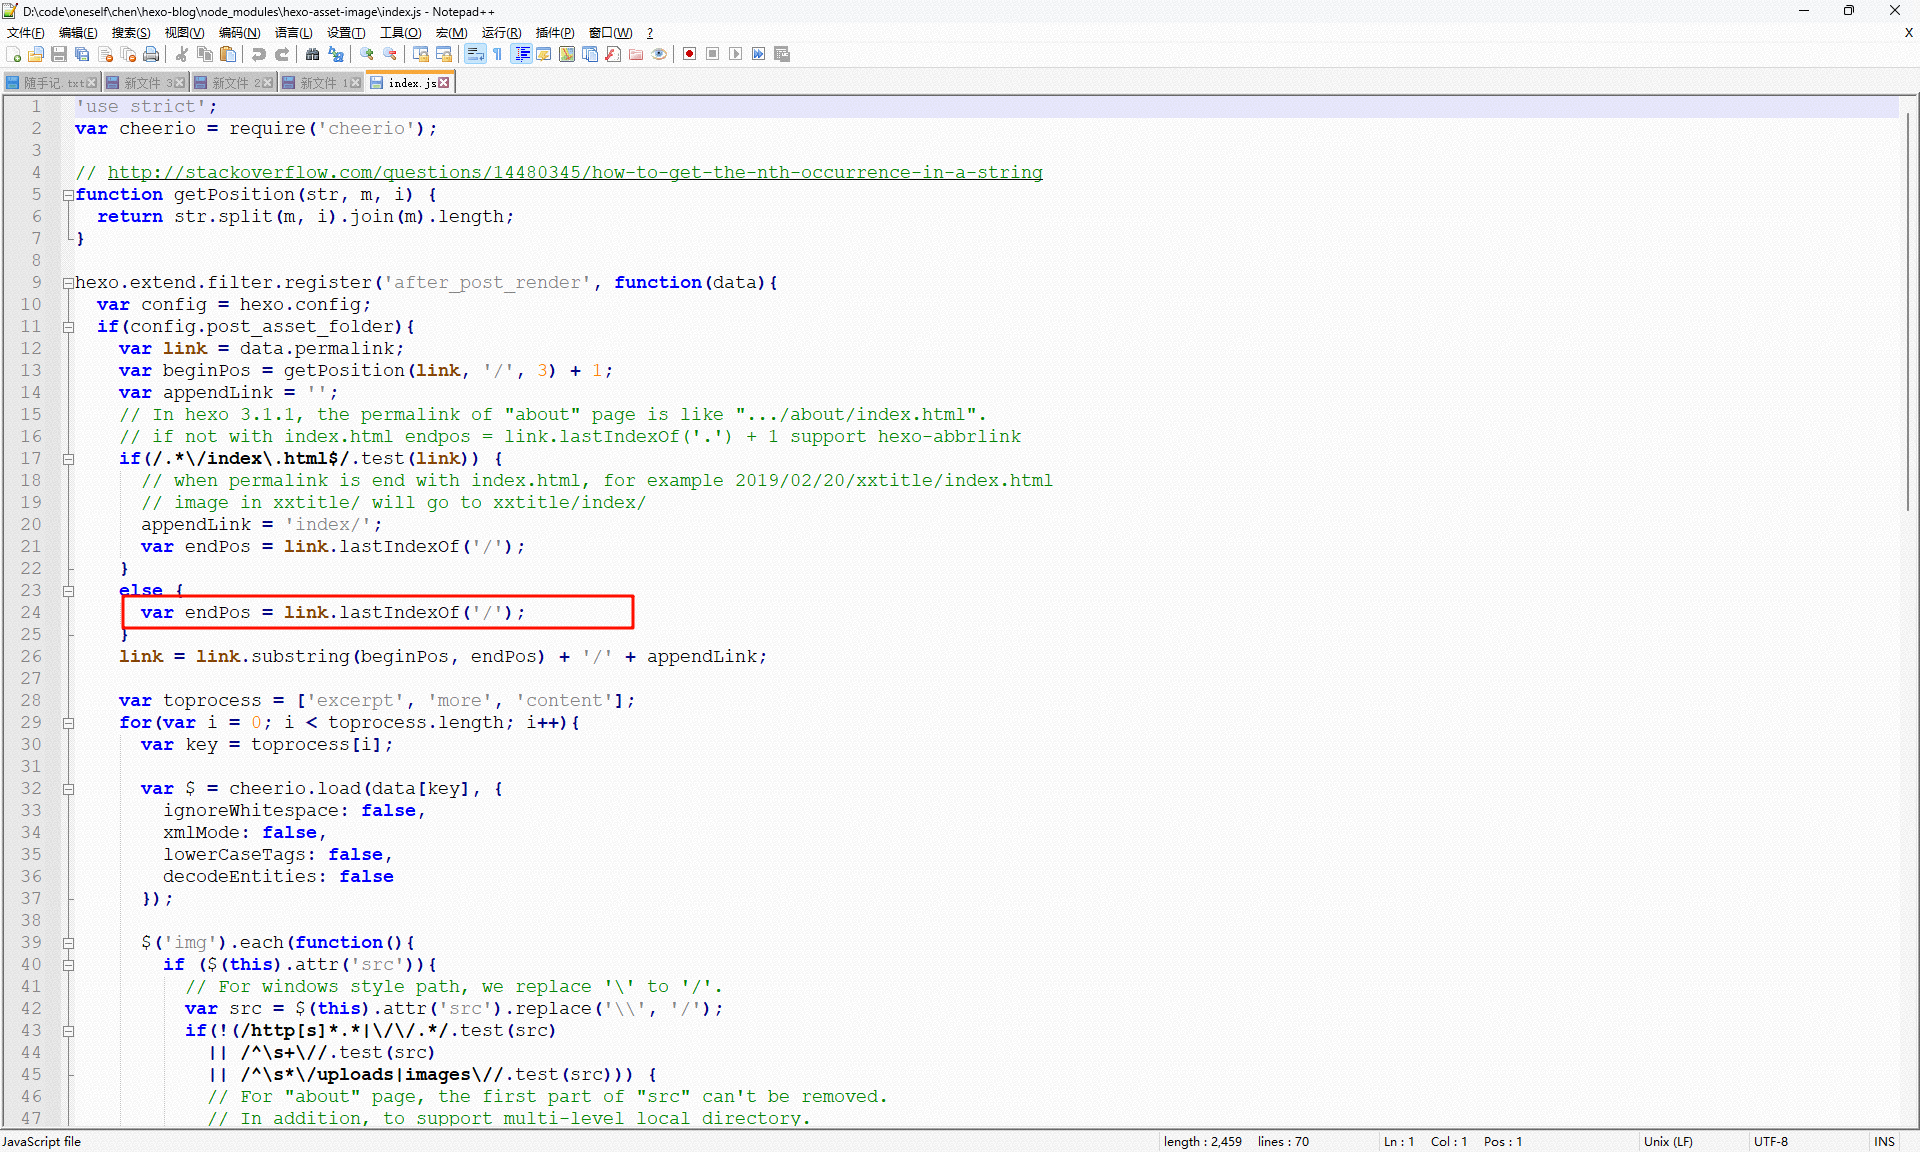 D:\code\oneself\chen\hexo-blog\node_modules\hexo-asset-image\index.js - Notepad++
文件(F) 编辑(E) 搜索(S) 视图(V) 编码(N) 语言(L) 设置(T) 工具(O) 宏(M) 运行(R) 插件(P) 窗口(W) ? X
随手记.txt 新文件 3 新文件 2 新文件 1 index.js
1 'use strict';
2 var cheerio = require('cheerio');
3
4 // http://stackoverflow.com/questions/14480345/how-to-get-the-nth-occurrence-in-a-string
5 function getPosition(str, m, i) {
6 return str.split(m, i).join(m).length;
7 }
8
9 hexo.extend.filter.register('after_post_render', function(data){
10 var config = hexo.config;
11 if(config.post_asset_folder){
12 var link = data.permalink;
13 var beginPos = getPosition(link, '/', 3) + 1;
14 var appendLink = '';
15 // In hexo 3.1.1, the permalink of "about" page is like ".../about/index.html".
16 // if not with index.html endpos = link.lastIndexOf('.') + 1 support hexo-abbrlink
17 if(/.*\/index\.html$/.test(link)) {
18 // when permalink is end with index.html, for example 2019/02/20/xxtitle/index.html
19 // image in xxtitle/ will go to xxtitle/index/
20 appendLink = 'index/';
21 var endPos = link.lastIndexOf('/');
22 }
23 else {
24 var endPos = link.lastIndexOf('/');
25 }
26 link = link.substring(beginPos, endPos) + '/' + appendLink;
27
28 var toprocess = ['excerpt', 'more', 'content'];
29 for(var i = 0; i < toprocess.length; i++){
30 var key = toprocess[i];
31
32 var $ = cheerio.load(data[key], {
33 ignoreWhitespace: false,
34 xmlMode: false,
35 lowerCaseTags: false,
36 decodeEntities: false
37 });
38
39 $('img').each(function(){
40 if ($(this).attr('src')){
41 // For windows style path, we replace '\' to '/'.
42 var src = $(this).attr('src').replace('\\', '/');
43 if(!(/http[s]*.*|\/\/.*/.test(src)
44 || /^\s+\//.test(src)
45 || /^\s*\/uploads|images\//.test(src))) {
46 // For "about" page, the first part of "src" can't be removed.
47 // In addition, to support multi-level local directory.
JavaScript file length : 2,459 lines : 70 Ln : 1 Col : 1 Pos : 1 Unix (LF) UTF-8 INS